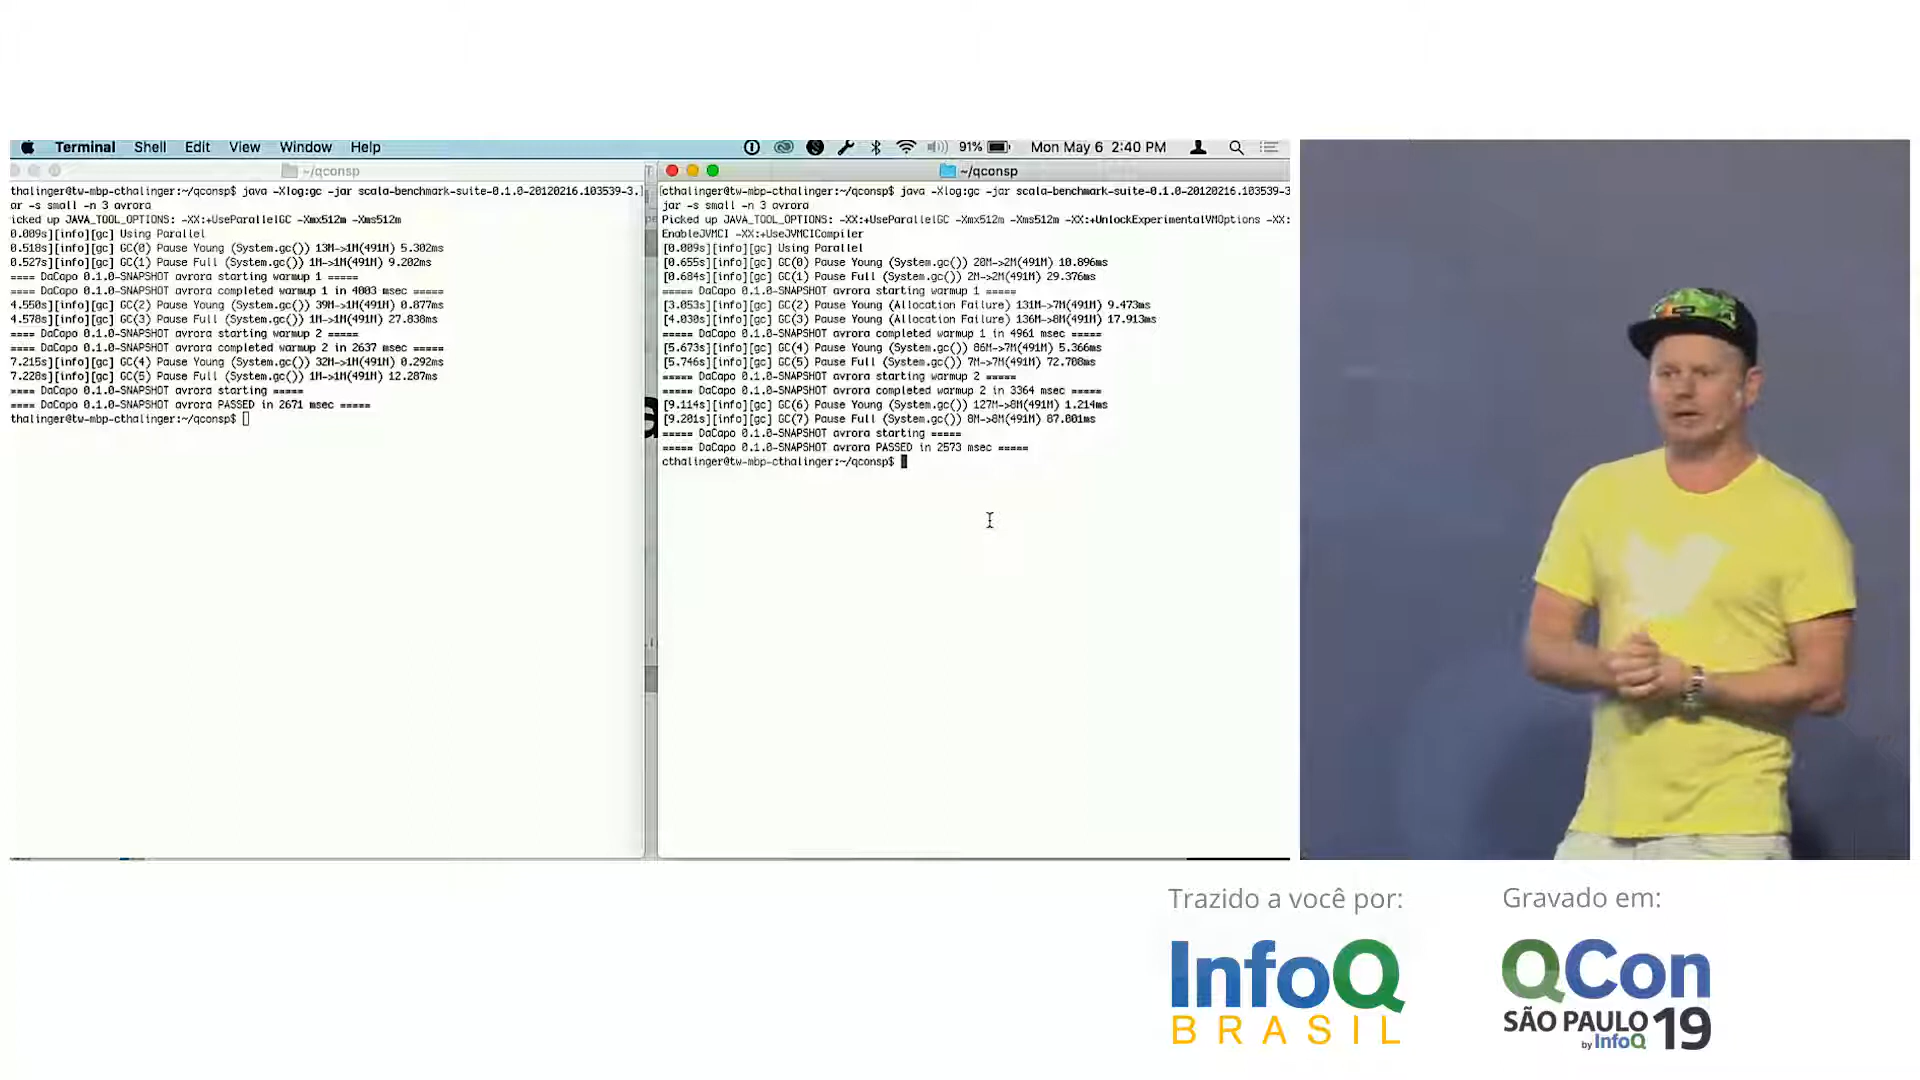 Terminal Shell Edit View Window Help 91% Mon May 6 2:40 PM
~/qconsp
thalinger@tw-mbp-cthalinger:~/qconsp$ java -Xlog:gc -jar scala-benchmark-suite-0.1.0-20120216.103539-3.
ar -s small -n 3 avrora
icked up JAVA_TOOL_OPTIONS: -XX:+UseParallelGC -Xmx512m -Xms512m
0.009s][info][gc] Using Parallel
0.518s][info][gc] GC(0) Pause Young (System.gc()) 13M->1M(491M) 5.302ms
0.527s][info][gc] GC(1) Pause Full (System.gc()) 1M->1M(491M) 9.202ms
==== DaCapo 0.1.0-SNAPSHOT avrora starting warmup 1 =====
==== DaCapo 0.1.0-SNAPSHOT avrora completed warmup 1 in 4003 msec =====
4.550s][info][gc] GC(2) Pause Young (System.gc()) 39M->1M(491M) 0.877ms
4.578s][info][gc] GC(3) Pause Full (System.gc()) 1M->1M(491M) 27.838ms
==== DaCapo 0.1.0-SNAPSHOT avrora starting warmup 2 =====
==== DaCapo 0.1.0-SNAPSHOT avrora completed warmup 2 in 2637 msec =====
7.215s][info][gc] GC(4) Pause Young (System.gc()) 32M->1M(491M) 0.292ms
7.228s][info][gc] GC(5) Pause Full (System.gc()) 1M->1M(491M) 12.287ms
==== DaCapo 0.1.0-SNAPSHOT avrora starting =====
==== DaCapo 0.1.0-SNAPSHOT avrora PASSED in 2671 msec =====
thalinger@tw-mbp-cthalinger:~/qconsp$
~/qconsp
[cthalinger@tw-mbp-cthalinger:~/qconsp$ java -Xlog:gc -jar scala-benchmark-suite-0.1.0-20120216.103539-3
jar -s small -n 3 avrora
Picked up JAVA_TOOL_OPTIONS: -XX:+UseParallelGC -Xmx512m -Xms512m -XX:+UnlockExperimentalVMOptions -XX:
EnableJVMCI -XX:+UseJVMCICompiler
[0.009s][info][gc] Using Parallel
[0.655s][info][gc] GC(0) Pause Young (System.gc()) 20M->2M(491M) 10.896ms
[0.684s][info][gc] GC(1) Pause Full (System.gc()) 2M->2M(491M) 29.376ms
===== DaCapo 0.1.0-SNAPSHOT avrora starting warmup 1 =====
[3.053s][info][gc] GC(2) Pause Young (Allocation Failure) 131M->7M(491M) 9.473ms
[4.030s][info][gc] GC(3) Pause Young (Allocation Failure) 136M->8M(491M) 17.913ms
===== DaCapo 0.1.0-SNAPSHOT avrora completed warmup 1 in 4961 msec =====
[5.673s][info][gc] GC(4) Pause Young (System.gc()) 86M->7M(491M) 5.366ms
[5.746s][info][gc] GC(5) Pause Full (System.gc()) 7M->7M(491M) 72.708ms
===== DaCapo 0.1.0-SNAPSHOT avrora starting warmup 2 =====
===== DaCapo 0.1.0-SNAPSHOT avrora completed warmup 2 in 3364 msec =====
[9.114s][info][gc] GC(6) Pause Young (System.gc()) 127M->8M(491M) 1.214ms
[9.201s][info][gc] GC(7) Pause Full (System.gc()) 8M->8M(491M) 87.001ms
===== DaCapo 0.1.0-SNAPSHOT avrora starting =====
===== DaCapo 0.1.0-SNAPSHOT avrora PASSED in 2573 msec =====
cthalinger@tw-mbp-cthalinger:~/qconsp$
Trazido a você por:
InfoQ
BRASIL
Gravado em:
QCon
SÃO PAULO 19
by InfoQ